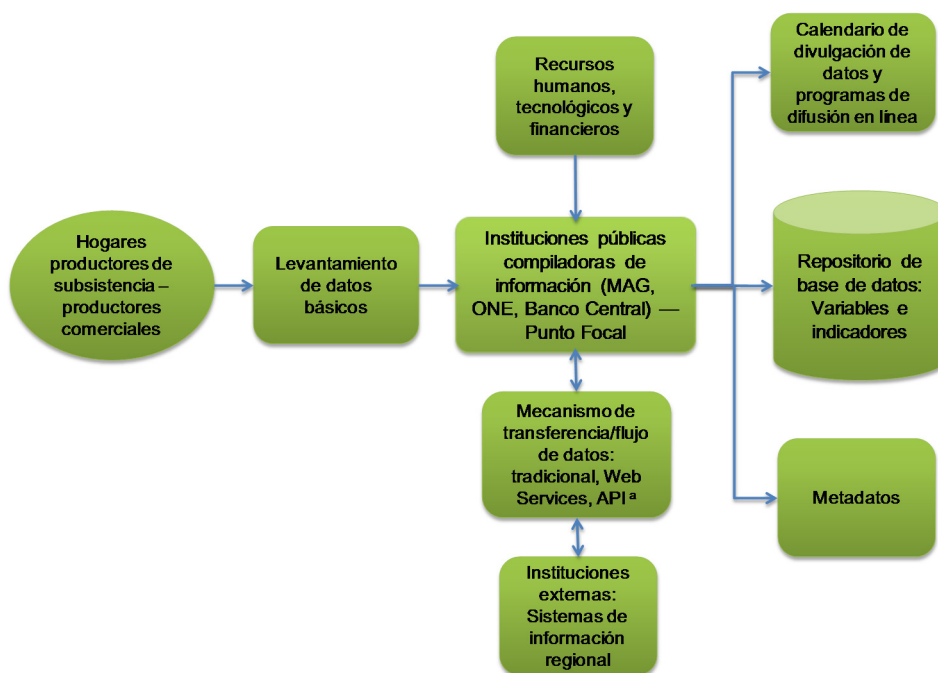 Recursos
humanos,
tecnológicos y
financieros
Calendario de
divulgación de
datos y
programas de
difusión en línea
Hogares
productores de
subsistencia –
productores
comerciales
Levantamiento
de datos
básicos
Instituciones públicas
compiladoras de
información (MAG,
ONE, Banco Central) —
Punto Focal
Repositorio de
base de datos:
Variables e
indicadores
Mecanismo de
transferencia/flujo
de datos:
tradicional, Web
Services, API ª
Metadatos
Instituciones
externas:
Sistemas de
información
regional